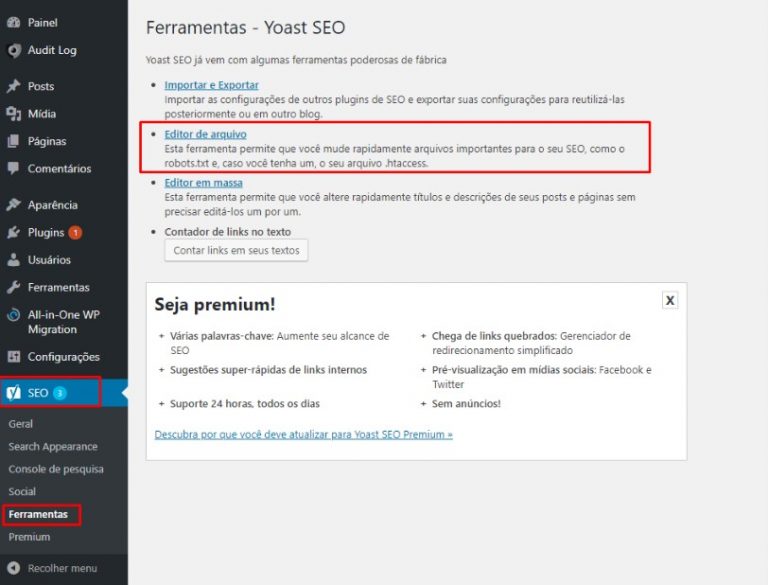 Painel
Audit Log
Posts
Mídia
Páginas
Comentários
Aparência
Plugins 1
Usuários
Ferramentas
All-in-One WP
Migration
Configurações
SEO 3
Geral
Search Appearance
Console de pesquisa
Social
Ferramentas
Premium
Recolher menu
Ferramentas - Yoast SEO
Yoast SEO já vem com algumas ferramentas poderosas de fábrica
• Importar e Exportar
Importar as configurações de outros plugins de SEO e exportar suas configurações para reutilizá-las
posteriormente ou em outro blog.
• Editor de arquivo
Esta ferramenta permite que você mude rapidamente arquivos importantes para o seu SEO, como o
robots.txt e, caso você tenha um, o seu arquivo .htaccess.
• Editor em massa
Esta ferramenta permite que você altere rapidamente títulos e descrições de seus posts e páginas sem
precisar editá-los um por um.
• Contador de links no texto
Contar links em seus textos
Seja premium!
X
+ Várias palavras-chave: Aumente seu alcance de
SEO
+ Chega de links quebrados: Gerenciador de
redirecionamento simplificado
+ Sugestões super-rápidas de links internos
+ Pré-visualização em mídias sociais: Facebook e
Twitter
+ Suporte 24 horas, todos os dias
+ Sem anúncios!
Descubra por que você deve atualizar para Yoast SEO Premium »